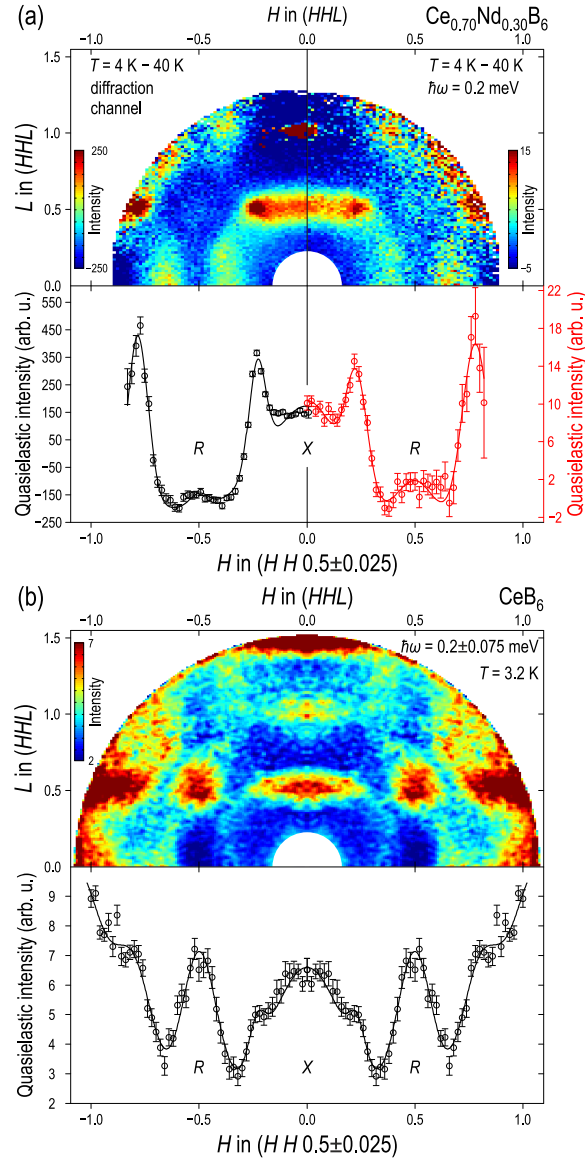 (a)
H in (HHL)
Ce0.70Nd0.30B6
T = 4 K − 40 K
diffraction
channel
T = 4 K − 40 K
ħω = 0.2 meV
L in (HHL)
1.5
1.0
0.5
0.0
-1.0 -0.5 0.0 0.5 1.0
250
Intensity
−250
15
Intensity
-5
Quasielastic intensity (arb. u.)
550
450
350
250
150
50
-50
-150
-250
R X R
22
18
14
10
6
2
−2
Quasielastic intensity (arb. u.)
-1.0 -0.5 0.0 0.5 1.0
H in (H H 0.5±0.025)
(b)
H in (HHL)
CeB6
-1.0 -0.5 0.0 0.5 1.0
7
Intensity
2
ħω = 0.2±0.075 meV
T = 3.2 K
L in (HHL)
1.5
1.0
0.5
0.0
Quasielastic intensity (arb. u.)
9
8
7
6
5
4
3
2
R X R
-1.0 -0.5 0.0 0.5 1.0
H in (H H 0.5±0.025)